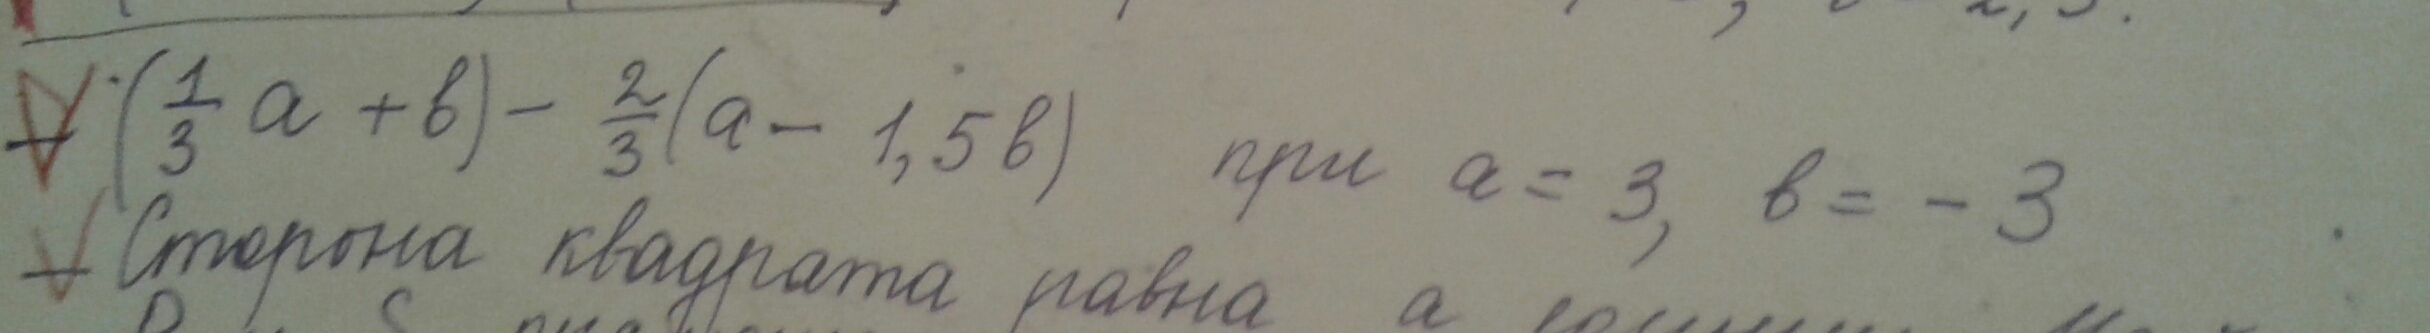 (1/3 a + в) - 2/3 (a - 1,5в) при a = 3, в = - 3
Сторона квадрата равна a